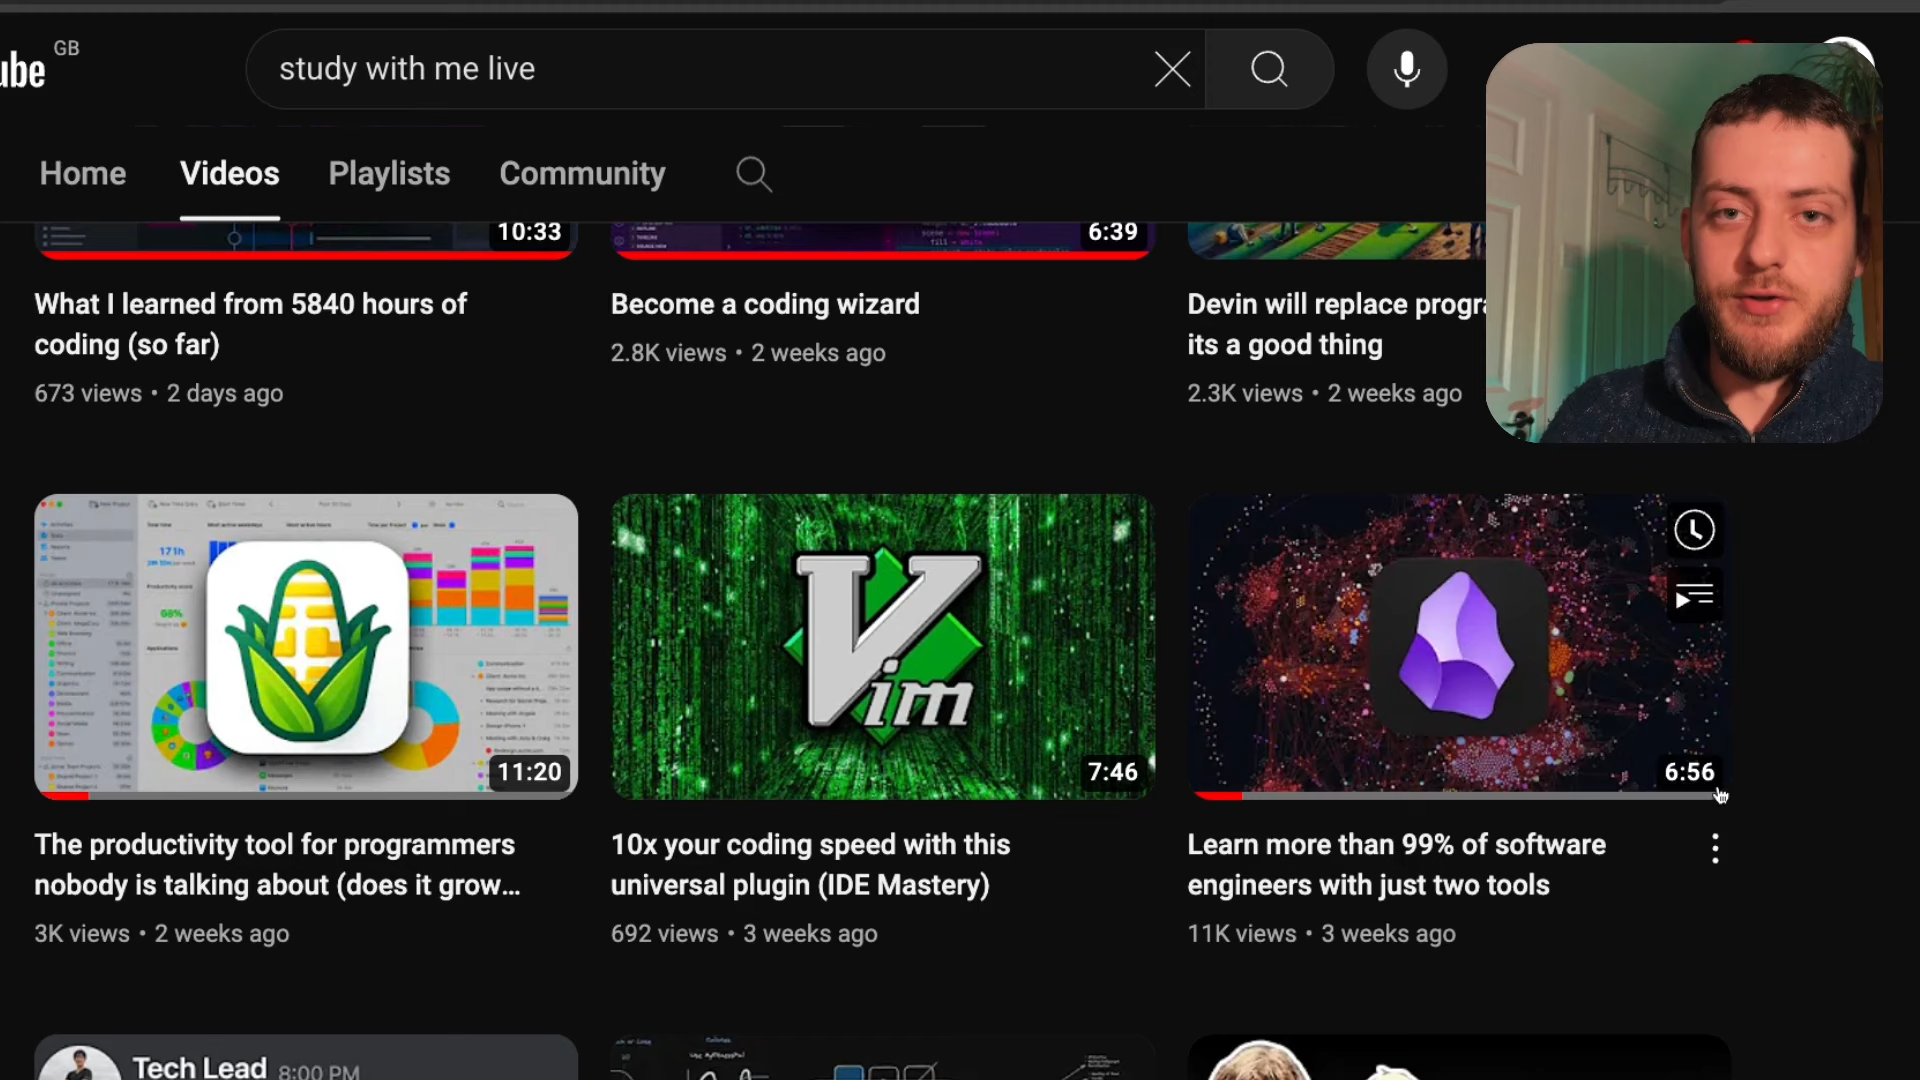 ube GB
study with me live
Home Videos Playlists Community
10:33
6:39
What I learned from 5840 hours of
coding (so far)
673 views • 2 days ago
Become a coding wizard
2.8K views • 2 weeks ago
Devin will replace progra
its a good thing
2.3K views • 2 weeks ago
171h
68%
11:20
Vim
7:46
6:56
The productivity tool for programmers
nobody is talking about (does it grow...
3K views • 2 weeks ago
10x your coding speed with this
universal plugin (IDE Mastery)
692 views • 3 weeks ago
Learn more than 99% of software
engineers with just two tools
11K views • 3 weeks ago
Tech Lead 8:00 PM